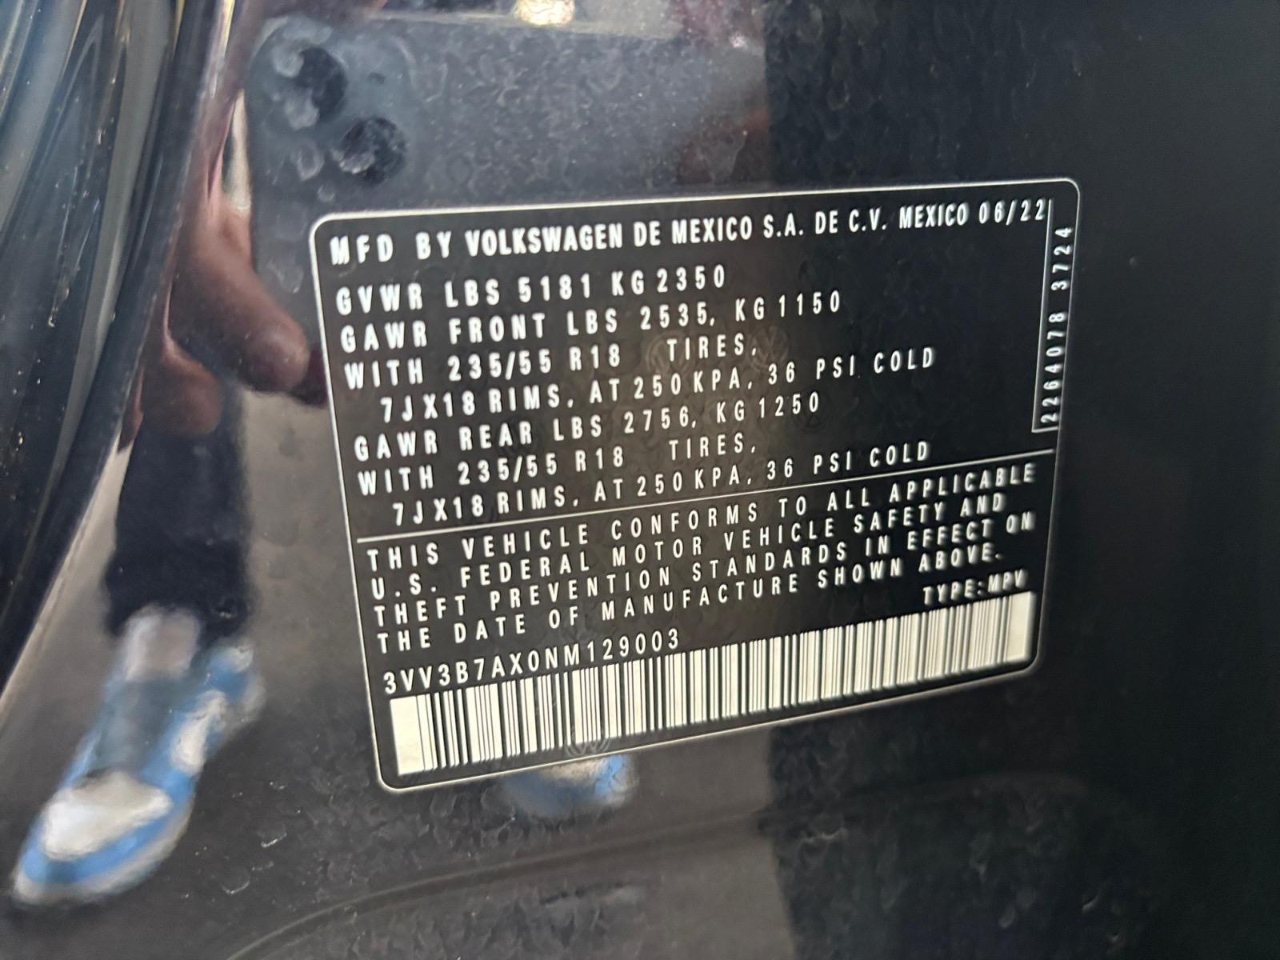 MFD BY VOLKSWAGEN DE MEXICO S.A. DE C.V. MEXICO 06/22
GVWR LBS 5181 KG 2350
GAWR FRONT LBS 2535, KG 1150
WITH 235/55 R18 TIRES,
7JX18 RIMS, AT 250 KPA, 36 PSI COLD
GAWR REAR LBS 2756, KG 1250
WITH 235/55 R18 TIRES,
7JX18 RIMS, AT 250 KPA, 36 PSI COLD
2264078 3724
THIS VEHICLE CONFORMS TO ALL APPLICABLE
U.S. FEDERAL MOTOR VEHICLE SAFETY AND
THEFT PREVENTION STANDARDS IN EFFECT ON
THE DATE OF MANUFACTURE SHOWN ABOVE.
TYPE: MPV
3VV3B7AX0NM129003